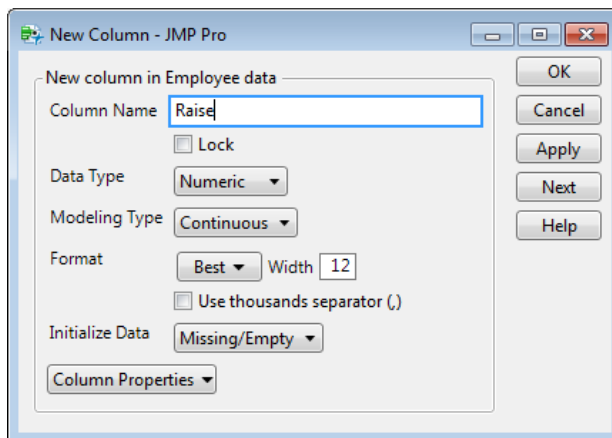 New Column - JMP Pro
New column in Employee data
Column Name Raise
Lock
Data Type Numeric
Modeling Type Continuous
Format Best Width 12
Use thousands separator (,)
Initialize Data Missing/Empty
Column Properties
OK
Cancel
Apply
Next
Help